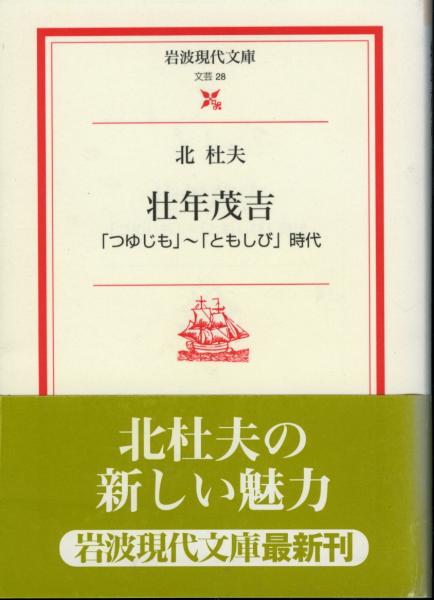 岩波現代文庫
文芸 28
北 杜夫
壮年茂吉
「つゆじも」～「ともしび」時代
北杜夫の
新しい魅力
岩波現代文庫最新刊